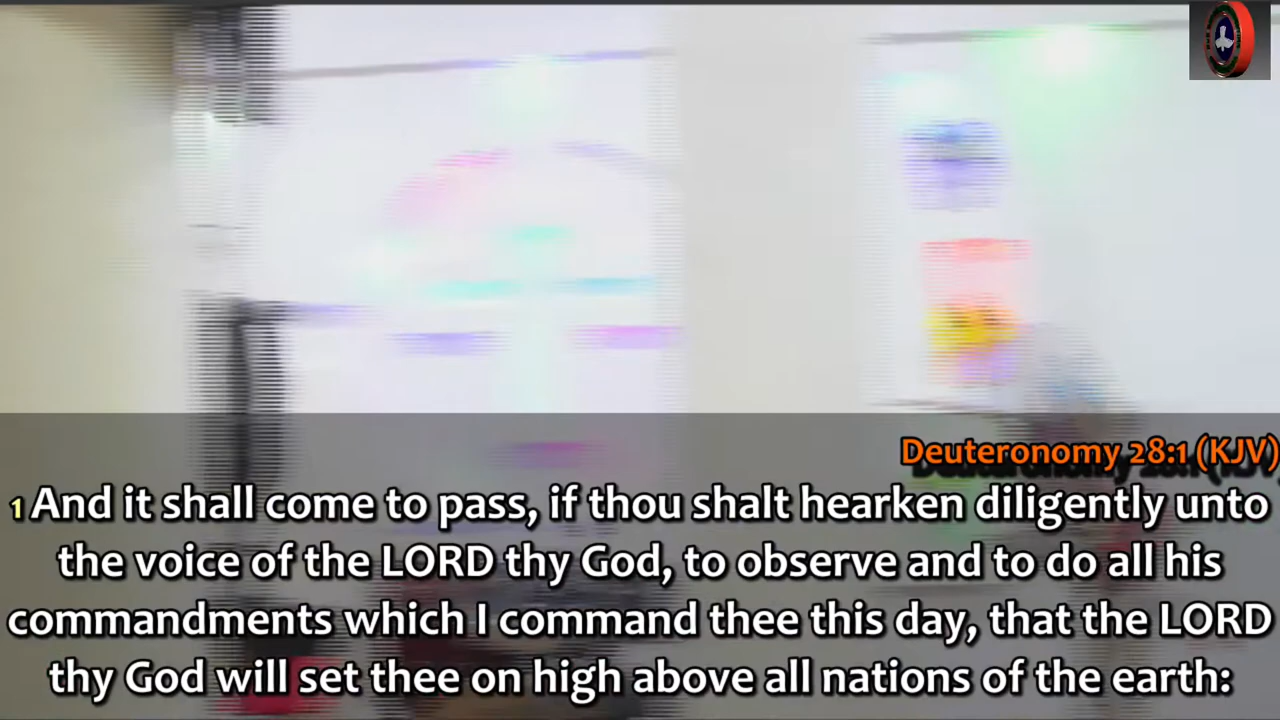 Deuteronomy 28:1 (KJV)
1 And it shall come to pass, if thou shalt hearken diligently unto
the voice of the LORD thy God, to observe and to do all his
commandments which I command thee this day, that the LORD
thy God will set thee on high above all nations of the earth: